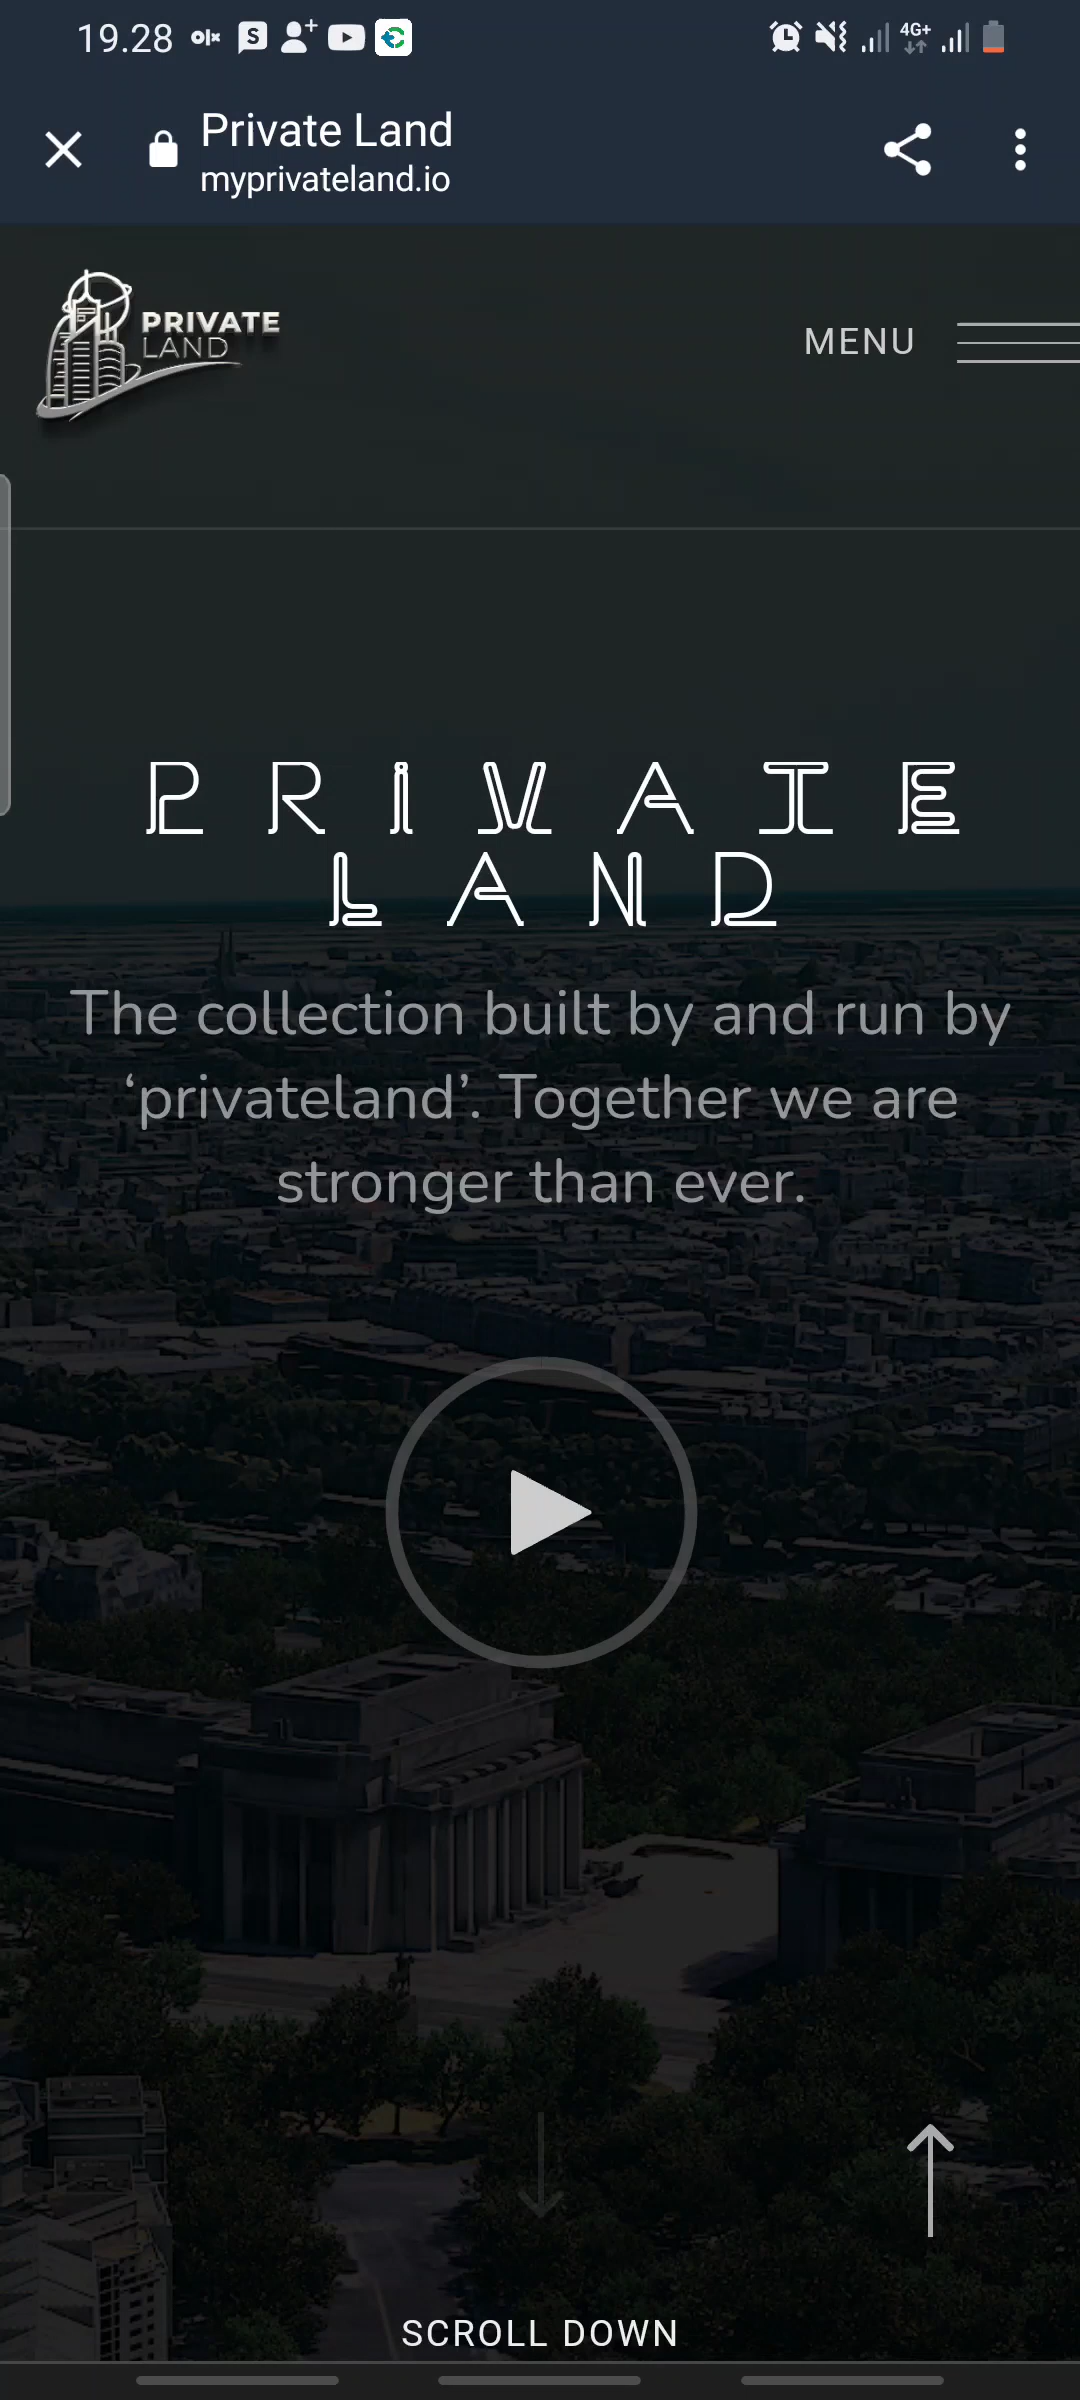 19.28
olx
S
4G+
Private Land
myprivateland.io
PRIVATE
LAND
MENU
PRIVATE
LAND
The collection built by and run by
‘privateland’. Together we are
stronger than ever.
SCROLL DOWN